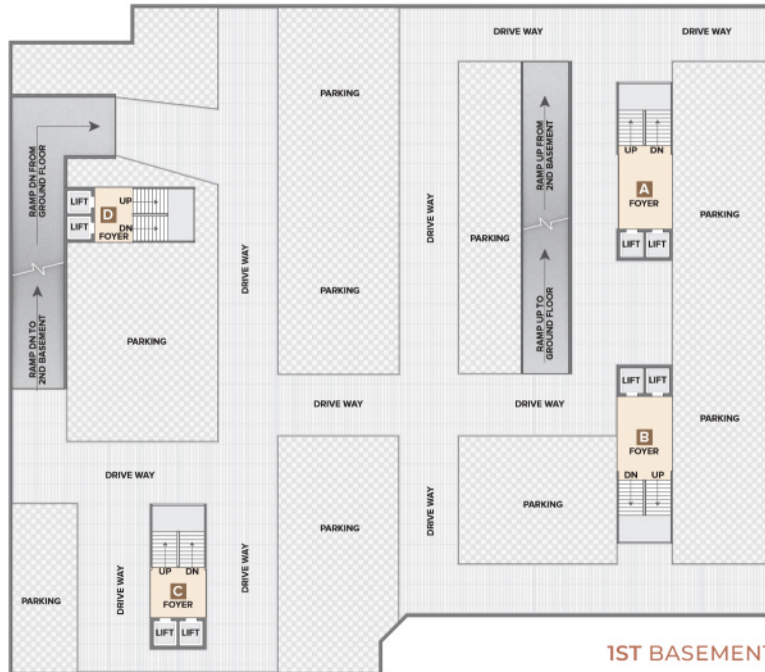 DRIVE WAY
DRIVE WAY
PARKING
RAMP UP FROM
2ND BASEMENT
UP DN
A
FOYER
LIFT LIFT
RAMP DN FROM
GROUND FLOOR
LIFT
UP
D
LIFT
DN
FOYER
DRIVE WAY
PARKING
PARKING
DRIVE WAY
PARKING
RAMP UP TO
GROUND FLOOR
RAMP DN TO
2ND BASEMENT
PARKING
LIFT LIFT
DRIVE WAY
DRIVE WAY
PARKING
B
FOYER
DN UP
DRIVE WAY
DRIVE WAY
PARKING
PARKING
UP DN
DRIVE WAY
DRIVE WAY
C
FOYER
PARKING
LIFT LIFT
1ST BASEMENT